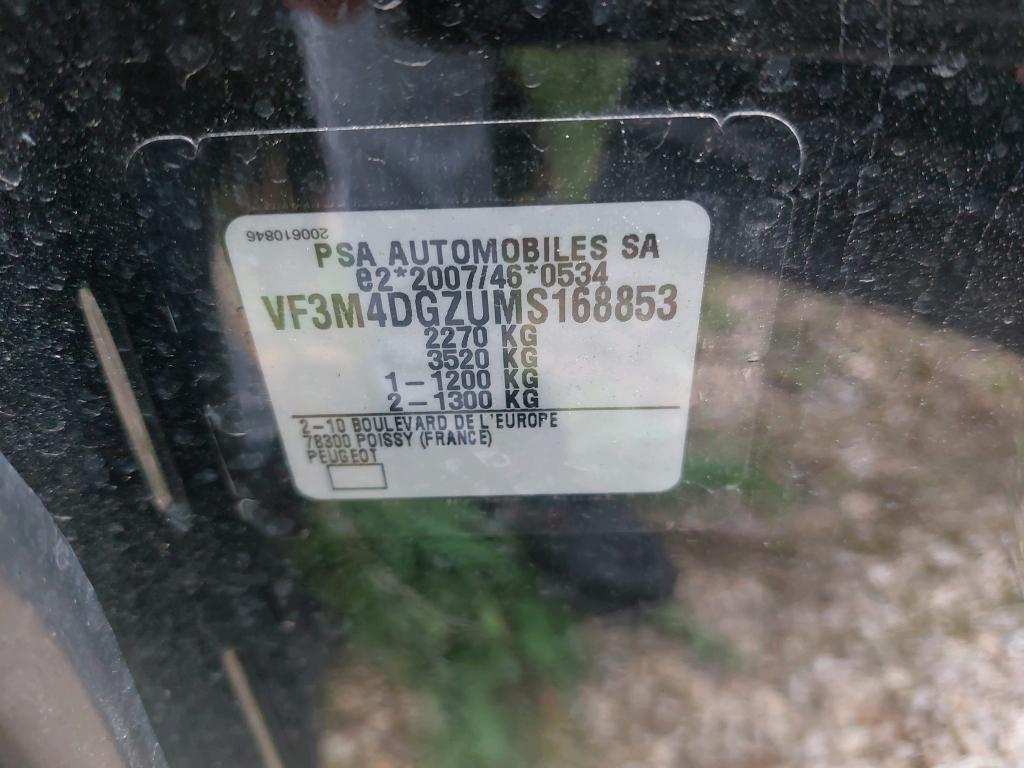 200610846
PSA AUTOMOBILES SA
e2*2007/46*0534
VF3M4DGZUMS168853
2270 KG
3520 KG
1-1200 KG
2-1300 KG
2-10 BOULEVARD DE L'EUROPE
78300 POISSY (FRANCE)
PEUGEOT